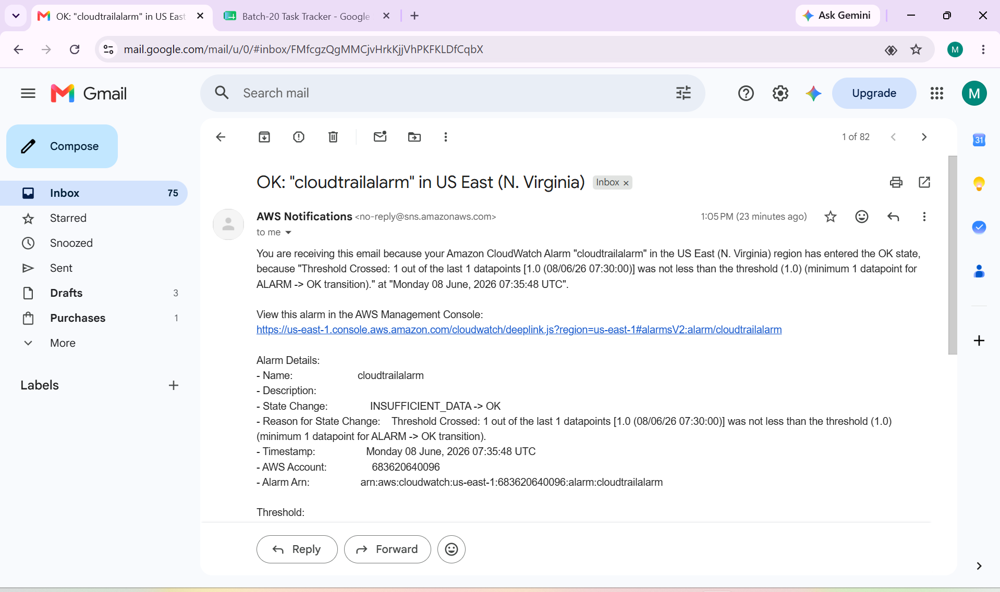 OK: "cloudtrailalarm" in US East
Batch-20 Task Tracker - Google
Ask Gemini
mail.google.com/mail/u/0/#inbox/FMfcgzQgMMCjvHrkKjjVhPKFKLDfCqbX
M
Gmail
Search mail
Upgrade
M
Compose
1 of 82
31
OK: "cloudtrailalarm" in US East (N. Virginia)
Inbox
Inbox 75
Starred
Snoozed
Sent
Drafts 3
Purchases 1
More
Labels
AWS Notifications <no-reply@sns.amazonaws.com>
1:05 PM (23 minutes ago)
to me
You are receiving this email because your Amazon CloudWatch Alarm "cloudtrailalarm" in the US East (N. Virginia) region has entered the OK state,
because "Threshold Crossed: 1 out of the last 1 datapoints [1.0 (08/06/26 07:30:00)] was not less than the threshold (1.0) (minimum 1 datapoint for
ALARM -> OK transition)." at "Monday 08 June, 2026 07:35:48 UTC".
View this alarm in the AWS Management Console:
https://us-east-1.console.aws.amazon.com/cloudwatch/deeplink.js?region=us-east-1#alarmsV2:alarm/cloudtrailalarm
Alarm Details:
- Name: cloudtrailalarm
- Description:
- State Change: INSUFFICIENT_DATA -> OK
- Reason for State Change: Threshold Crossed: 1 out of the last 1 datapoints [1.0 (08/06/26 07:30:00)] was not less than the threshold (1.0)
(minimum 1 datapoint for ALARM -> OK transition).
- Timestamp: Monday 08 June, 2026 07:35:48 UTC
- AWS Account: 683620640096
- Alarm Arn: arn:aws:cloudwatch:us-east-1:683620640096:alarm:cloudtrailalarm
Threshold:
Reply
Forward